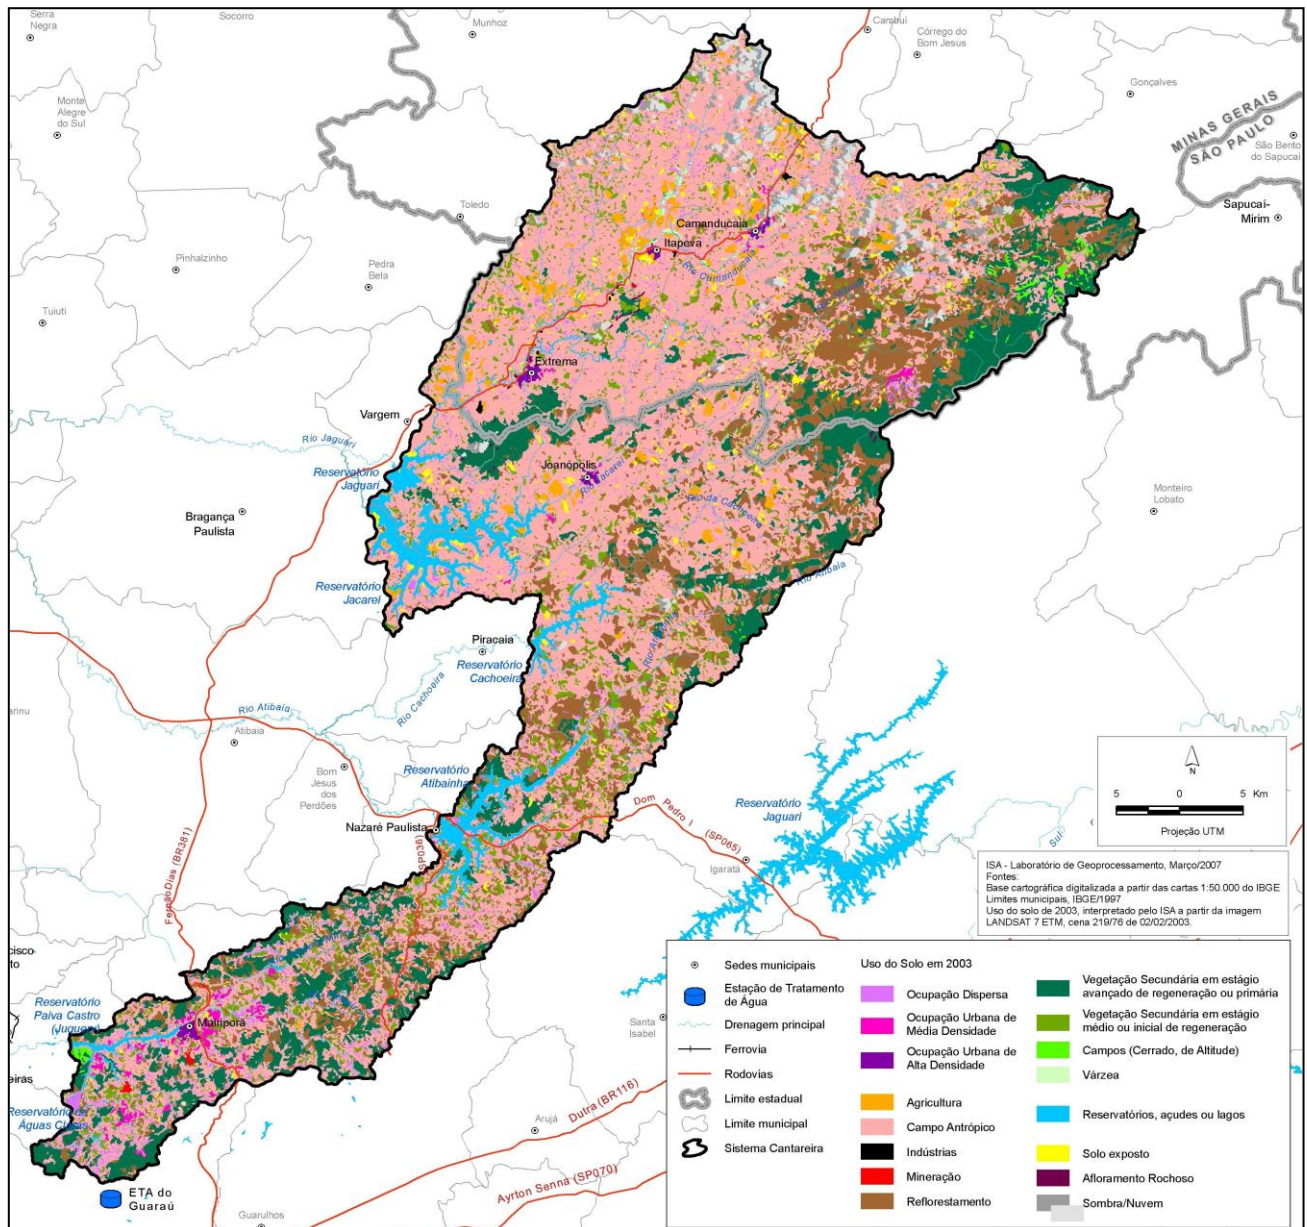 Serra
Negra
Socorro
Munhoz
Cambuí
Córrego do
Bom Jesus
Gonçalves
Monte
Alegre
do Sul
MINAS GERAIS
SÃO PAULO
São Bento
do Sapucaí
Toledo
Camanducaia
Sapucaí-
Mirim
Itapeva
Rio Camanducaia
Pinhalzinho
Pedra
Bela
Tuiuti
Extrema
Vargem
Rio Jaguari
Reservatório
Jaguari
Joanópolis
Rio Jacareí
Rio da Cachoeira
Monteiro
Lobato
Bragança
Paulista
Reservatório
Jacareí
Rio Atibaia
Piracaia
Reservatório
Cachoeira
Rio Cachoeira
Rio Atibaia
Atibaia
Bom
Jesus
dos
Perdões
Reservatório
Atibainha
Nazaré Paulista
Dom Pedro I (SP065)
Reservatório
Jaguari
Igaratá
Sul
Fernão Dias (BR381)
(SP036)
N
5 0 5 Km
Projeção UTM
ISA - Laboratório de Geoprocessamento, Março/2007
Fontes:
Base cartográfica digitalizada a partir das cartas 1:50.000 do IBGE
Limites municipais, IBGE/1997
Uso do solo de 2003, interpretado pelo ISA a partir da imagem
LANDSAT 7 ETM, cena 219/76 de 02/02/2003.
Reservatório
Paiva Castro
(Juqueri)
Mairiporã
Santa
Isabel
Reservatório de
Águas Claras
Arujá
Dutra (BR116)
Ayrton Senna (SP070)
ETA do
Guaraú
Guarulhos
Sedes municipais
Estação de Tratamento
de Água
Drenagem principal
Ferrovia
Rodovias
Limite estadual
Limite municipal
Sistema Cantareira
Uso do Solo em 2003
Ocupação Dispersa
Ocupação Urbana de
Média Densidade
Ocupação Urbana de
Alta Densidade
Agricultura
Campo Antrópico
Indústrias
Mineração
Reflorestamento
Vegetação Secundária em estágio
avançado de regeneração ou primária
Vegetação Secundária em estágio
médio ou inicial de regeneração
Campos (Cerrado, de Altitude)
Várzea
Reservatórios, açudes ou lagos
Solo exposto
Afloramento Rochoso
Sombra/Nuvem